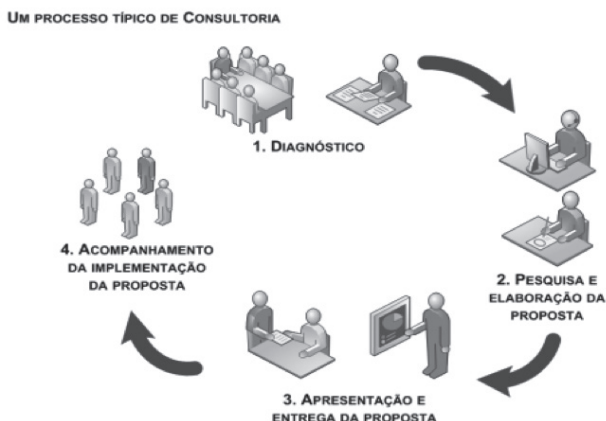 UM PROCESSO TÍPICO DE CONSULTORIA
1. DIAGNÓSTICO
2. PESQUISA E
ELABORAÇÃO DA
PROPOSTA
3. APRESENTAÇÃO E
ENTREGA DA PROPOSTA
4. ACOMPANHAMENTO
DA IMPLEMENTAÇÃO
DA PROPOSTA